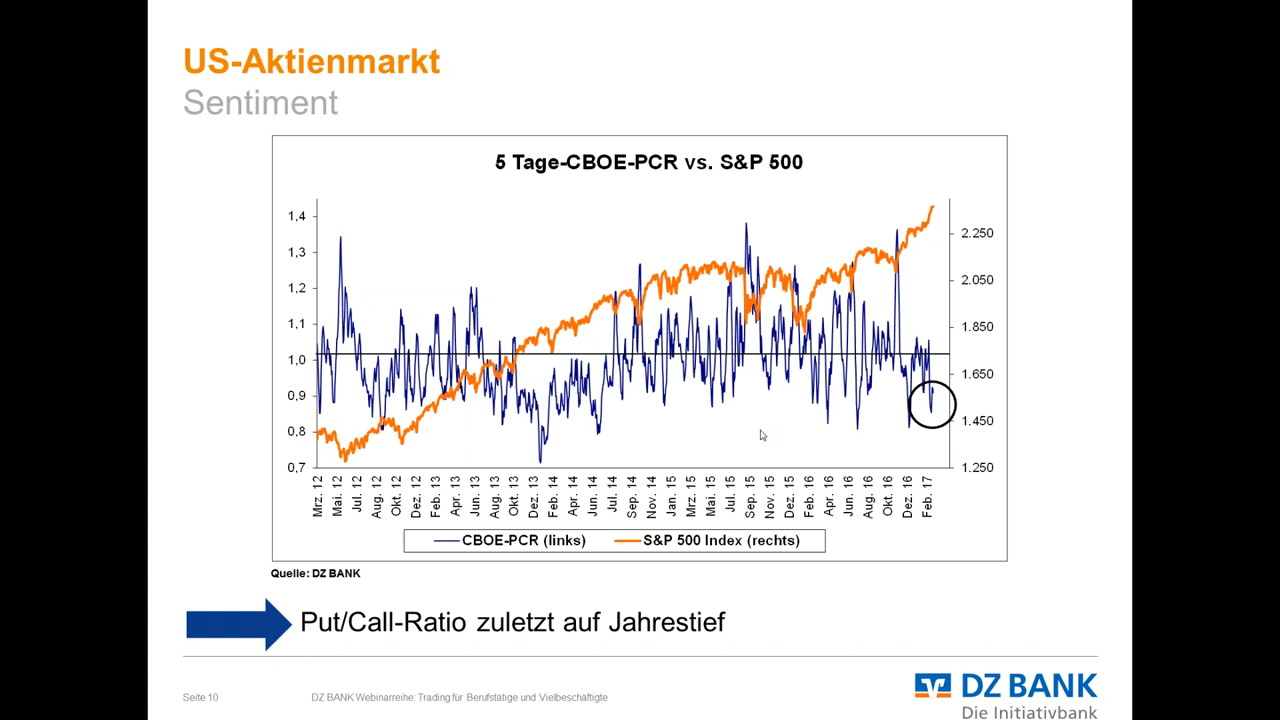 US-Aktienmarkt
Sentiment
5 Tage-CBOE-PCR vs. S&P 500
1,4
1,3
1,2
1,1
1,0
0,9
0,8
0,7
2.250
2.050
1.850
1.650
1.450
1.250
Mrz. 12
Mai. 12
Jul. 12
Aug. 12
Okt. 12
Dez. 12
Feb. 13
Apr. 13
Jun. 13
Aug. 13
Okt. 13
Dez. 13
Feb. 14
Apr. 14
Jun. 14
Jul. 14
Sep. 14
Nov. 14
Jan. 15
Mrz. 15
Mai. 15
Jul. 15
Sep. 15
Nov. 15
Dez. 15
Feb. 16
Apr. 16
Jun. 16
Aug. 16
Okt. 16
Dez. 16
Feb. 17
CBOE-PCR (links)
S&P 500 Index (rechts)
Quelle: DZ BANK
Put/Call-Ratio zuletzt auf Jahrestief
Seite 10
DZ BANK Webinarreihe: Trading für Berufstätige und Vielbeschäftigte
DZ BANK
Die Initiativbank